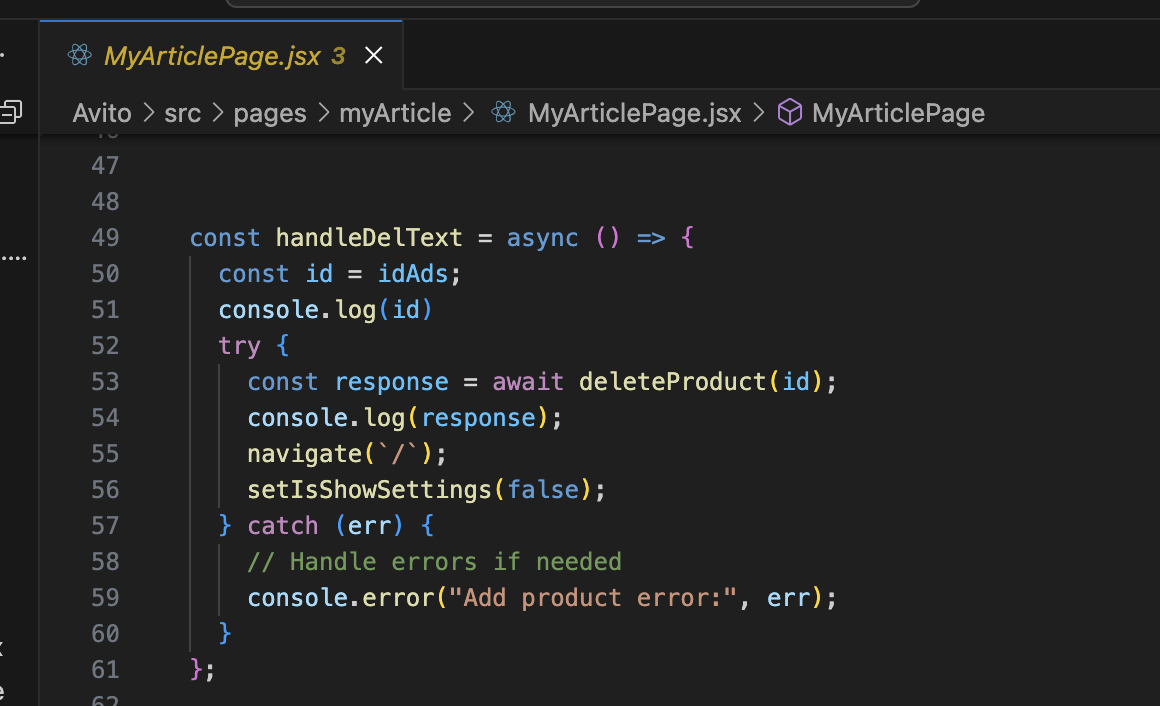 MyArticlePage.jsx 3
Avito > src > pages > myArticle > MyArticlePage.jsx > MyArticlePage
47
48
49 const handleDelText = async () => {
50 const id = idAds;
51 console.log(id)
52 try {
53 const response = await deleteProduct(id);
54 console.log(response);
55 navigate(`/`);
56 setIsShowSettings(false);
57 } catch (err) {
58 // Handle errors if needed
59 console.error("Add product error:", err);
60 }
61 };